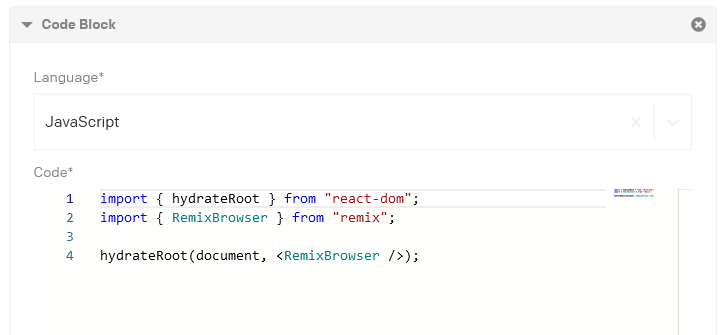 Code Block
Language*
JavaScript
Code*
1 import { hydrateRoot } from "react-dom";
2 import { RemixBrowser } from "remix";
3
4 hydrateRoot(document, <RemixBrowser />);